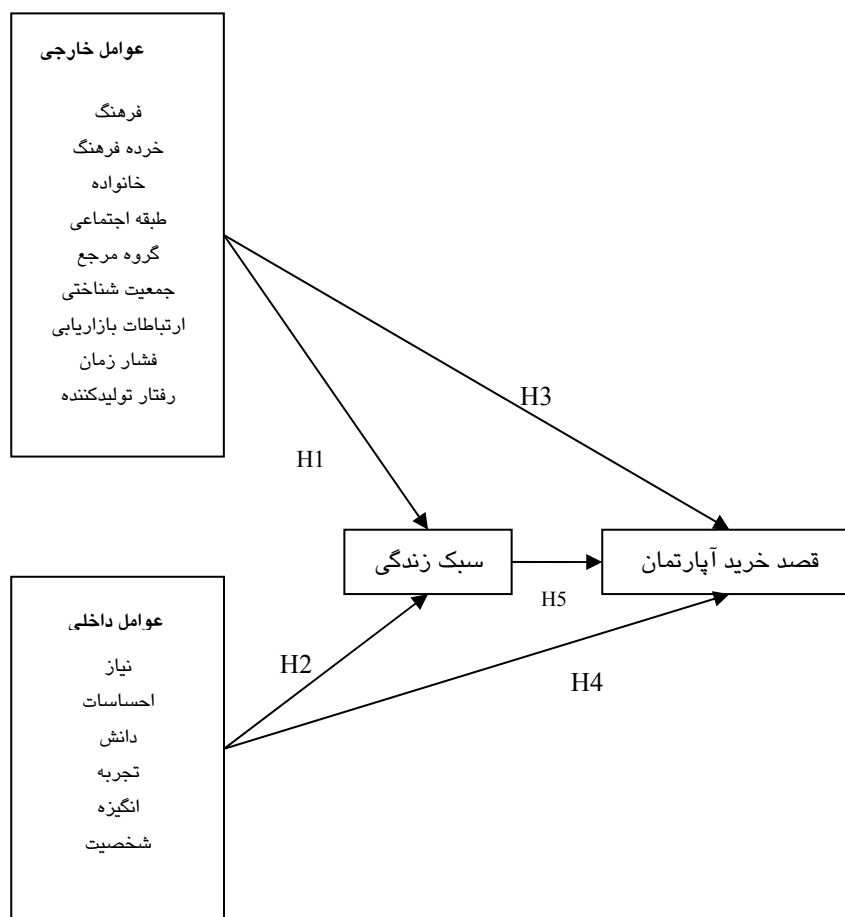 عوامل خارجی
فرهنگ
خرده فرهنگ
خانواده
طبقه اجتماعی
گروه مرجع
جمعیت شناختی
ارتباطات بازاریابی
فشار زمان
رفتار تولیدکننده
H3
H1
سبک زندگی
قصد خرید آپارتمان
H5
عوامل داخلی
نیاز
احساسات
دانش
تجربه
انگیزه
شخصیت
H2
H4